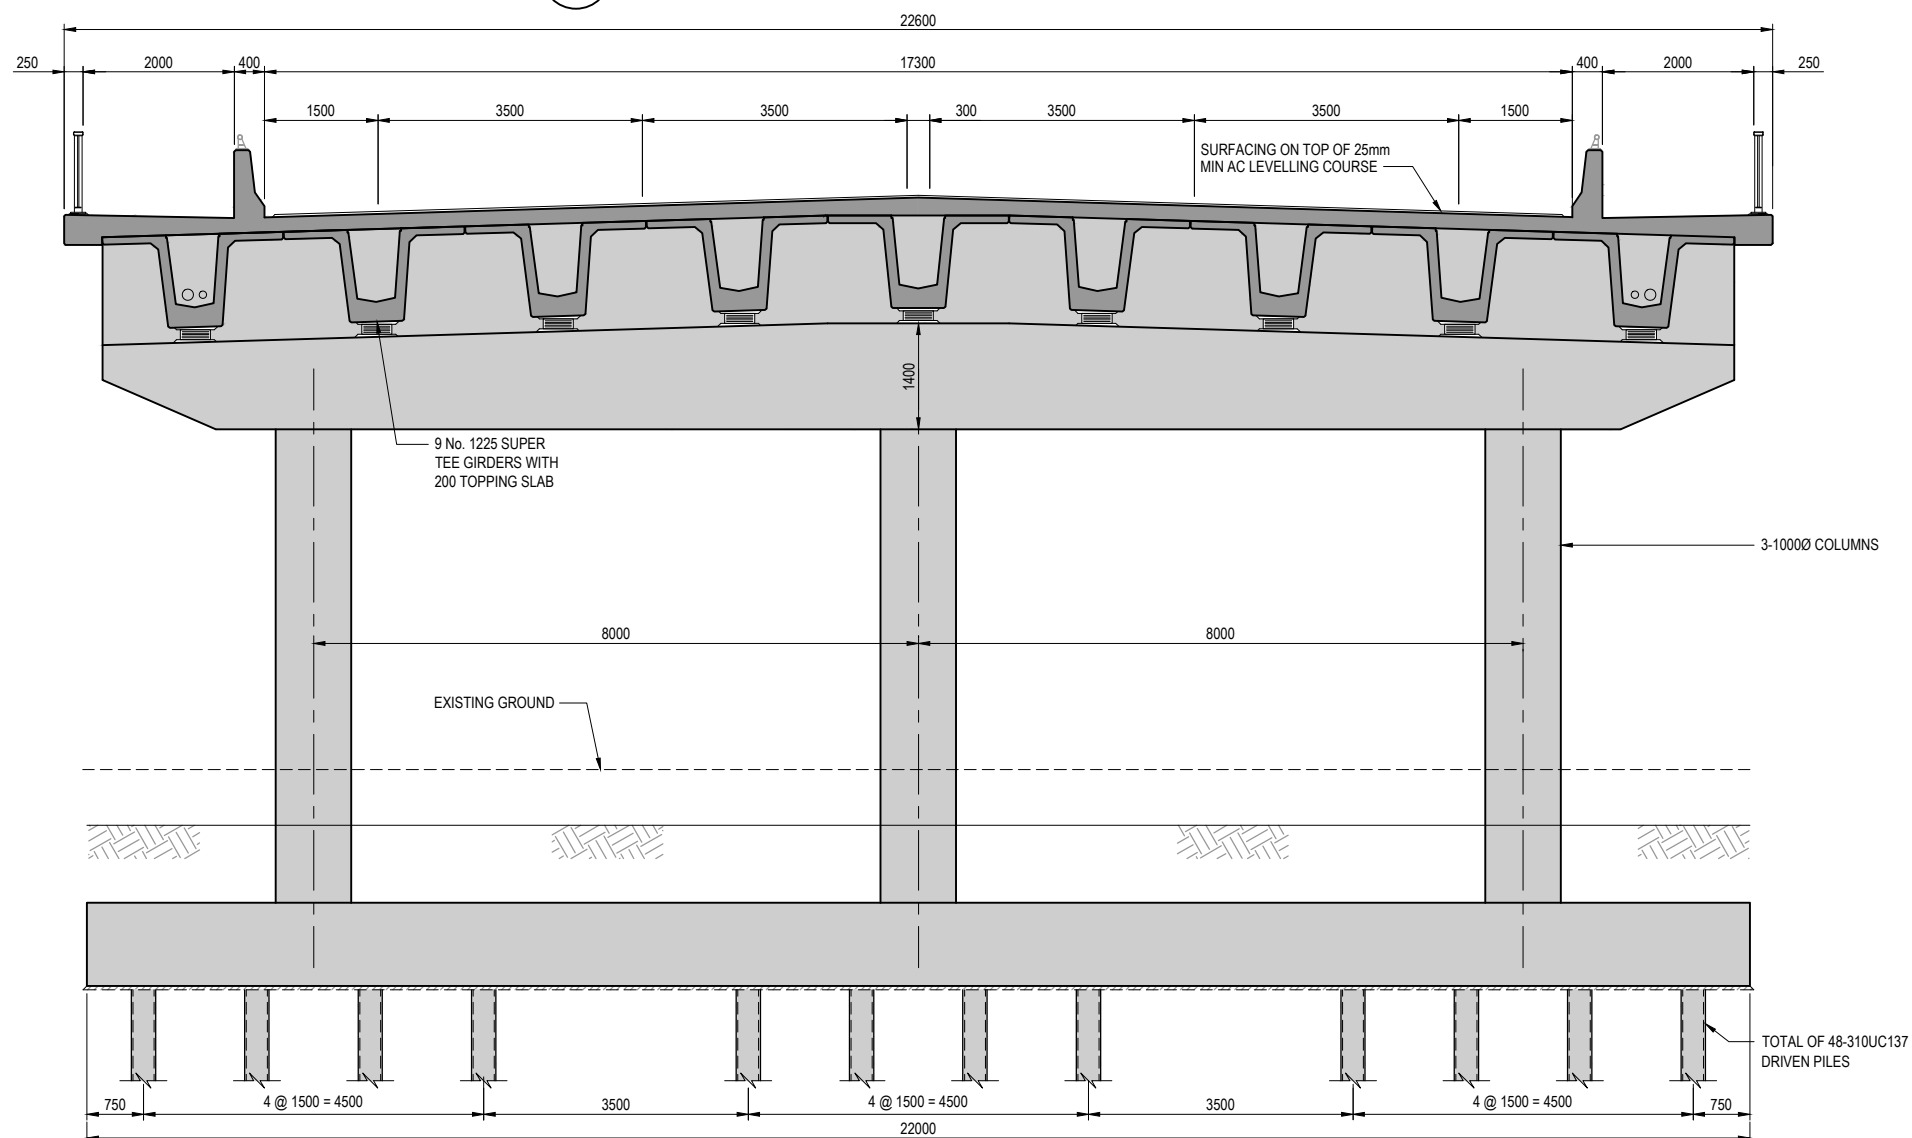 22600
250
2000
400
17300
400
2000
250
1500
3500
3500
300
3500
3500
1500
SURFACING ON TOP OF 25mm
MIN AC LEVELLING COURSE
1400
9 No. 1225 SUPER
TEE GIRDERS WITH
200 TOPPING SLAB
3-1000Ø COLUMNS
8000
8000
EXISTING GROUND
TOTAL OF 48-310UC137
DRIVEN PILES
750
4 @ 1500 = 4500
3500
4 @ 1500 = 4500
3500
4 @ 1500 = 4500
750
22000